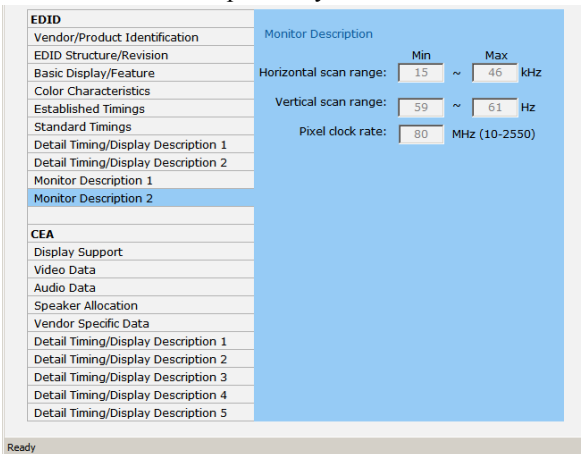 EDID
Vendor/Product Identification
EDID Structure/Revision
Basic Display/Feature
Color Characteristics
Established Timings
Standard Timings
Detail Timing/Display Description 1
Detail Timing/Display Description 2
Monitor Description 1
Monitor Description 2
CEA
Display Support
Video Data
Audio Data
Speaker Allocation
Vendor Specific Data
Detail Timing/Display Description 1
Detail Timing/Display Description 2
Detail Timing/Display Description 3
Detail Timing/Display Description 4
Detail Timing/Display Description 5
Monitor Description
Min Max
Horizontal scan range: 15 ~ 46 kHz
Vertical scan range: 59 ~ 61 Hz
Pixel clock rate: 80 MHz (10-2550)
Ready